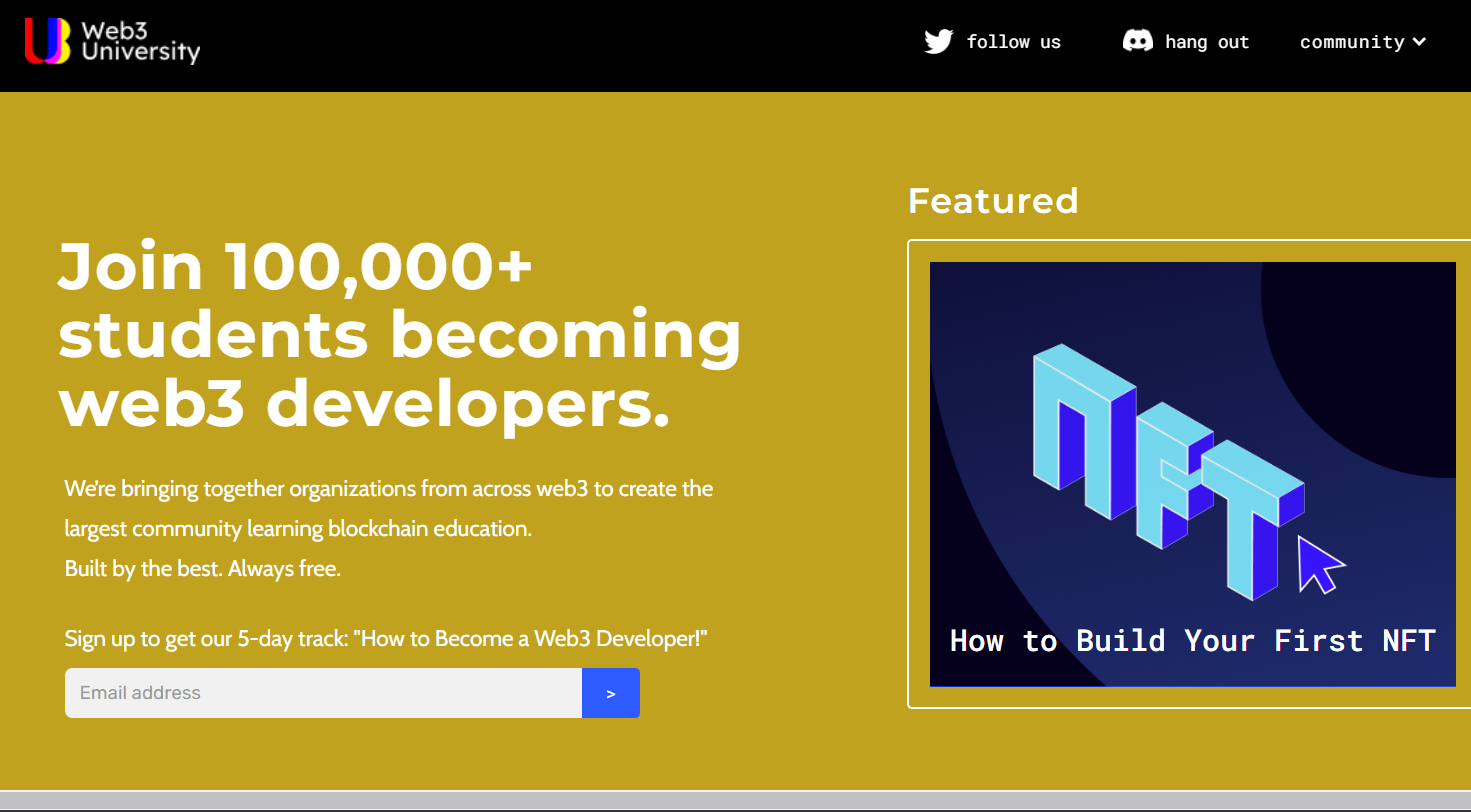 Web3
University
follow us
hang out
community
Featured
Join 100,000+
students becoming
web3 developers.
We're bringing together organizations from across web3 to create the
largest community learning blockchain education.
Built by the best. Always free.
Sign up to get our 5-day track: "How to Become a Web3 Developer!"
Email address
>
NFT
How to Build Your First NFT